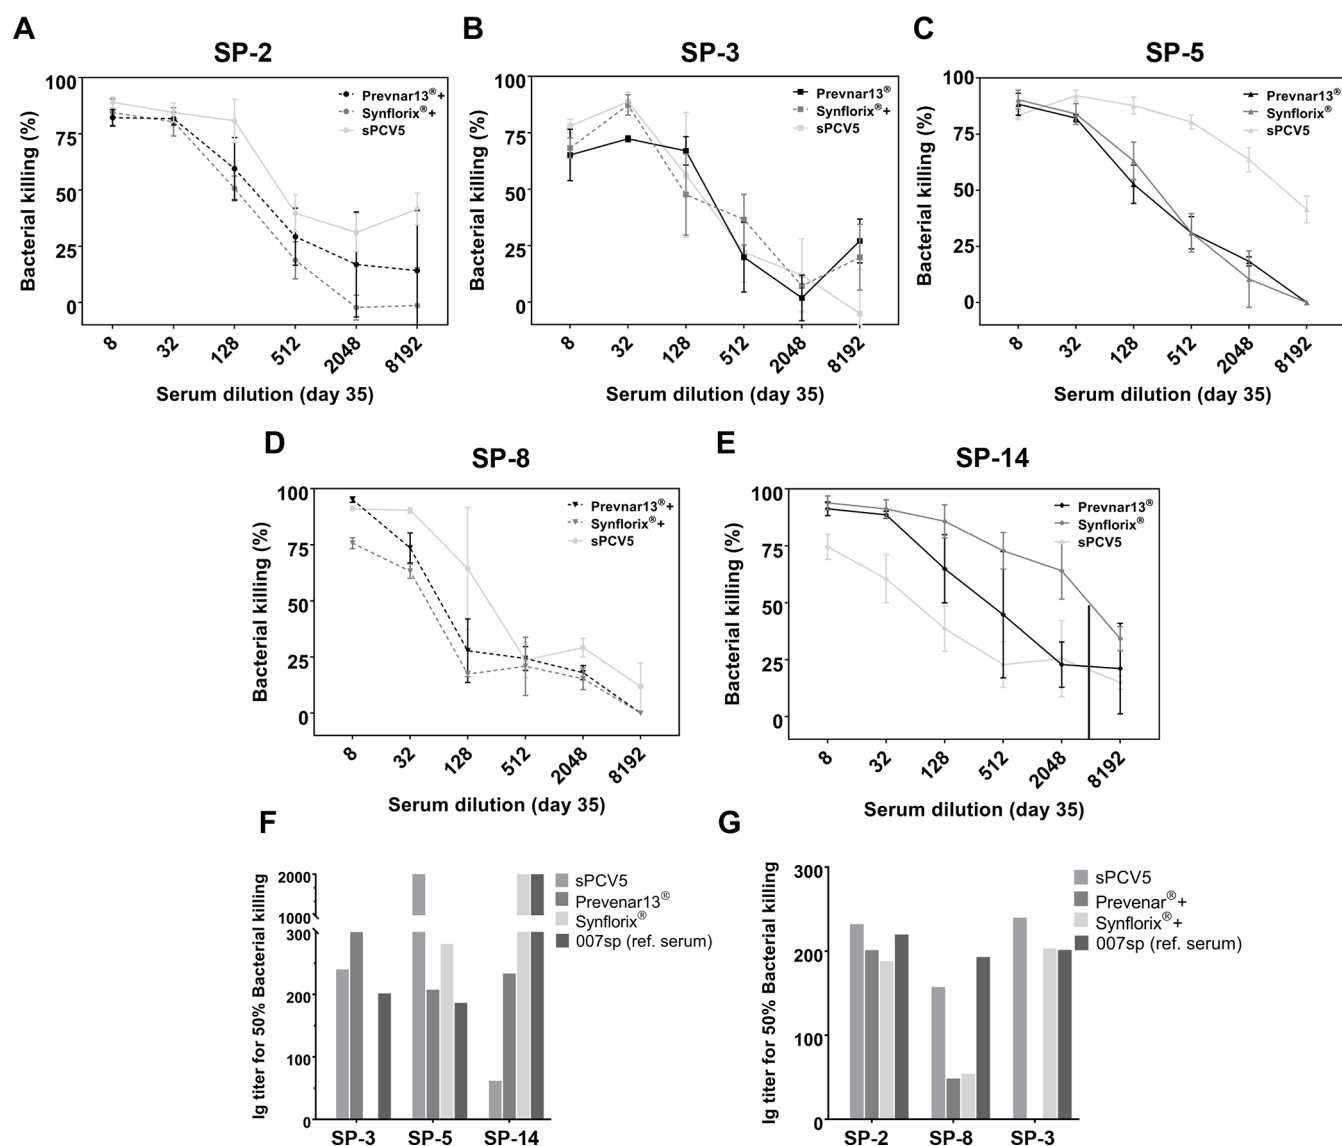 A
SP-2
Bacterial killing (%)
100
75
50
25
0
Prevnar13®+
Synflorix®+
sPCV5
8
32
128
512
2048
8192
Serum dilution (day 35)
B
SP-3
Bacterial killing (%)
100
75
50
25
0
Prevnar13®
Synflorix®+
sPCV5
8
32
128
512
2048
8192
Serum dilution (day 35)
C
SP-5
Bacterial killing (%)
100
75
50
25
0
Prevnar13®
Synflorix®
sPCV5
8
32
128
512
2048
8192
Serum dilution (day 35)
D
SP-8
Bacterial killing (%)
100
75
50
25
0
Prevnar13®+
Synflorix®+
sPCV5
8
32
128
512
2048
8192
Serum dilution (day 35)
E
SP-14
Bacterial killing (%)
100
75
50
25
0
Prevnar13®
Synflorix®
sPCV5
8
32
128
512
2048
8192
Serum dilution (day 35)
F
Ig titer for 50% Bacterial killing
2000
1000
300
200
100
0
sPCV5
Prevenar13®
Synflorix®
007sp (ref. serum)
SP-3
SP-5
SP-14
G
Ig titer for 50% Bacterial killing
300
200
100
0
sPCV5
Prevenar®+
Synflorix®+
007sp (ref. serum)
SP-2
SP-8
SP-3